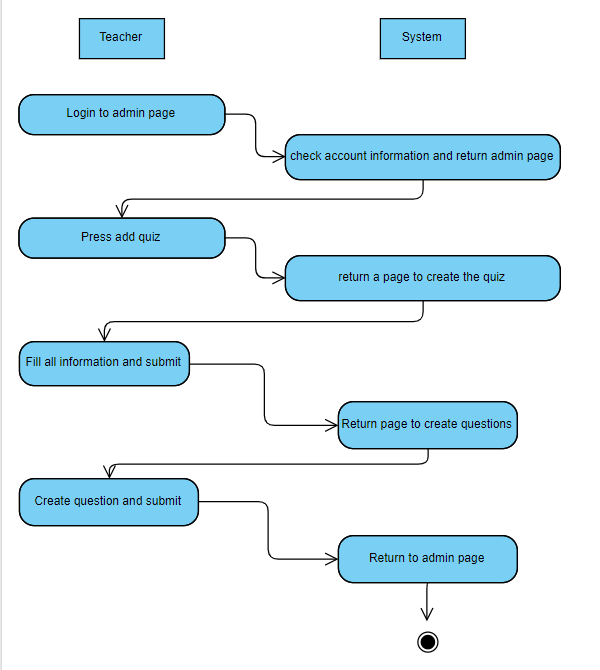 Teacher
System
Login to admin page
check account information and return admin page
Press add quiz
return a page to create the quiz
Fill all information and submit
Return page to create questions
Create question and submit
Return to admin page